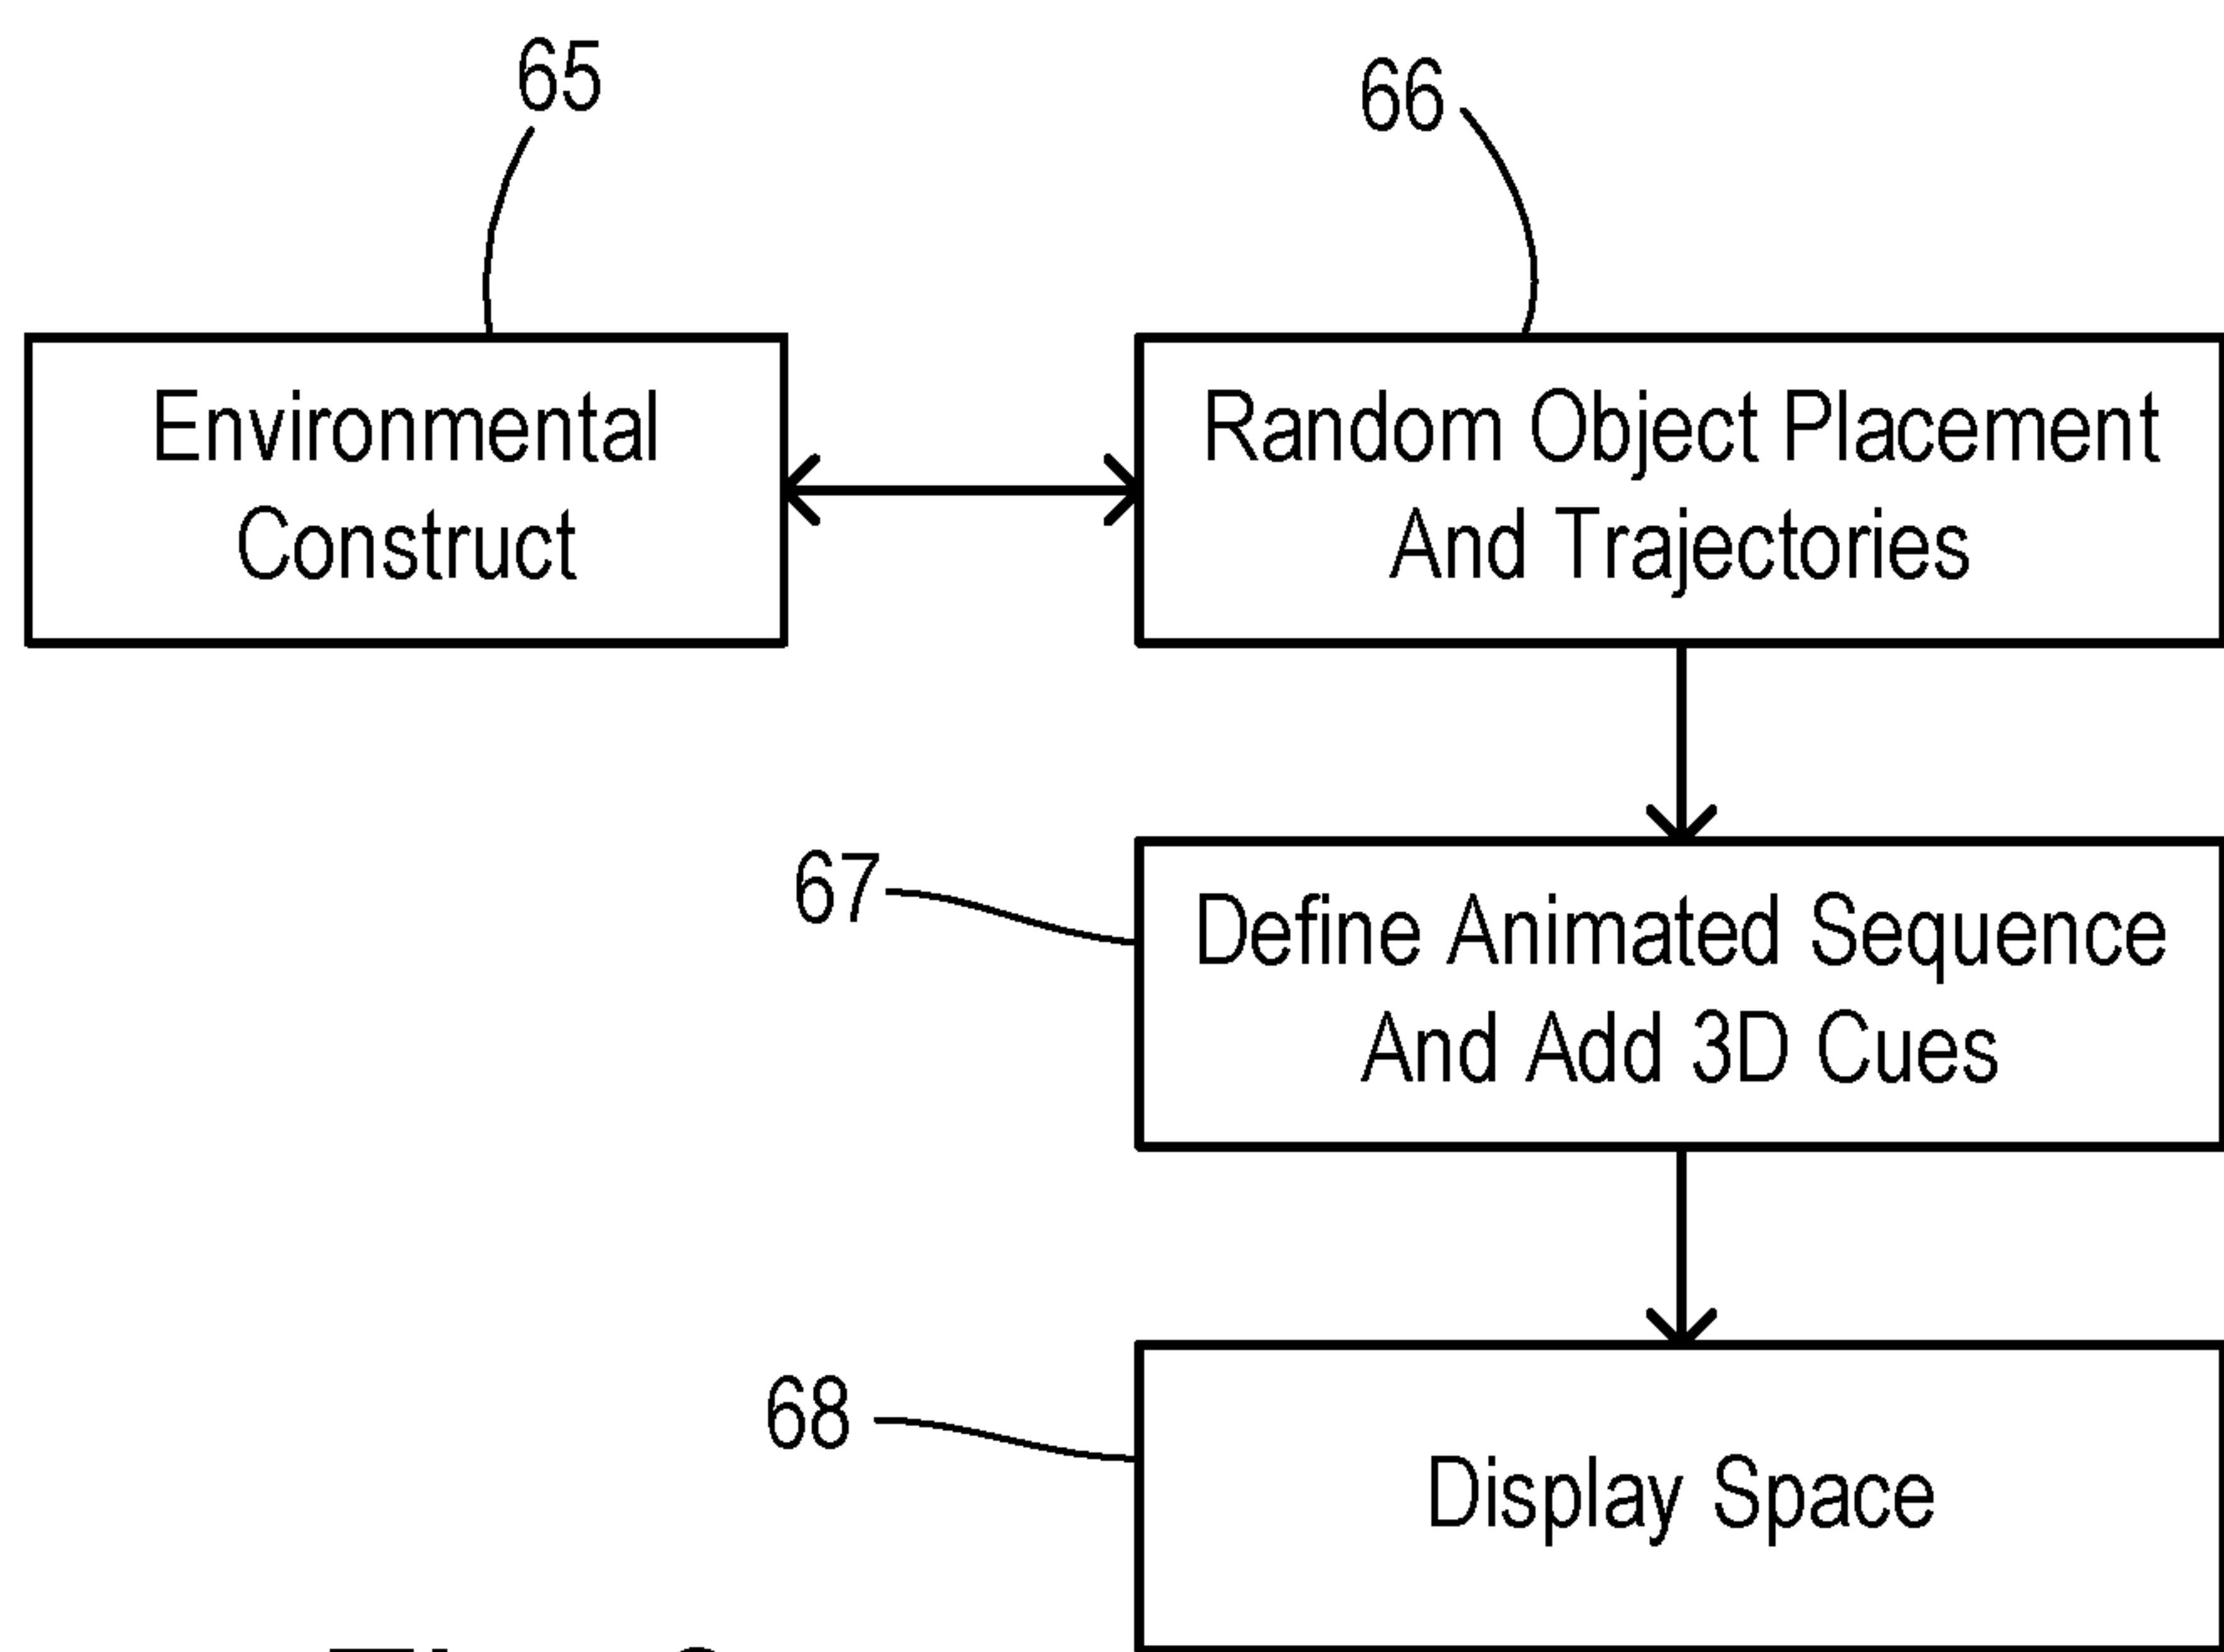 65
66
Environmental
Construct
Random Object Placement
And Trajectories
67
Define Animated Sequence
And Add 3D Cues
68
Display Space